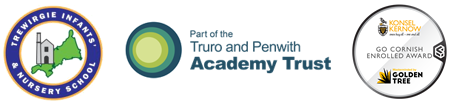 TREWIRGIE INFANTS'
& NURSERY SCHOOL
Part of the
Truro and Penwith
Academy Trust
KONSEL
KERNOW
GO CORNISH
ENROLLED AWARD
GOLDEN
TREE